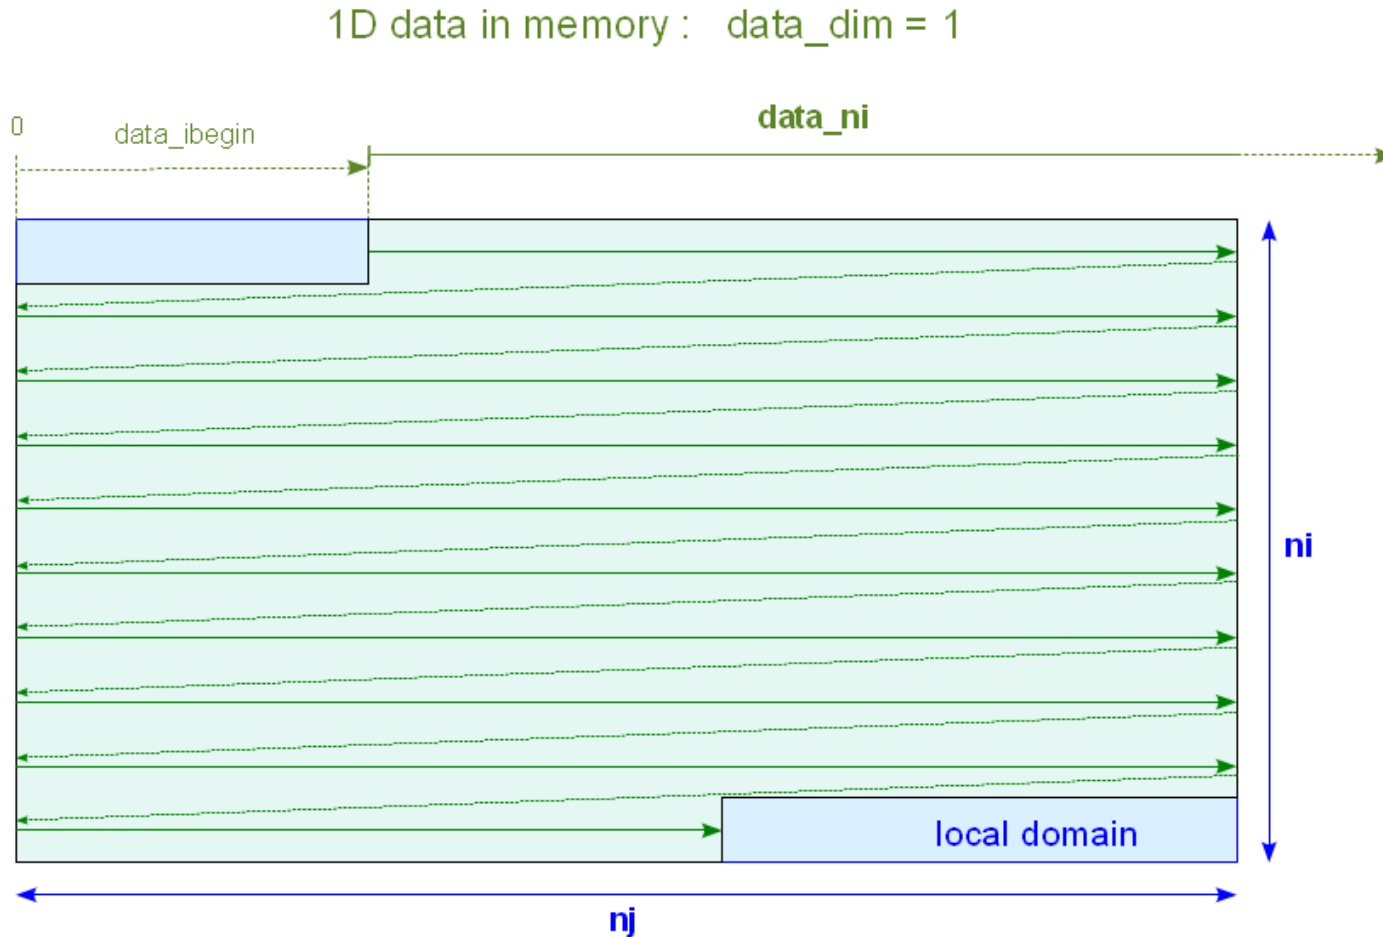 1D data in memory :   data_dim = 1
data_ni
0
data_ibegin
ni
local domain
nj